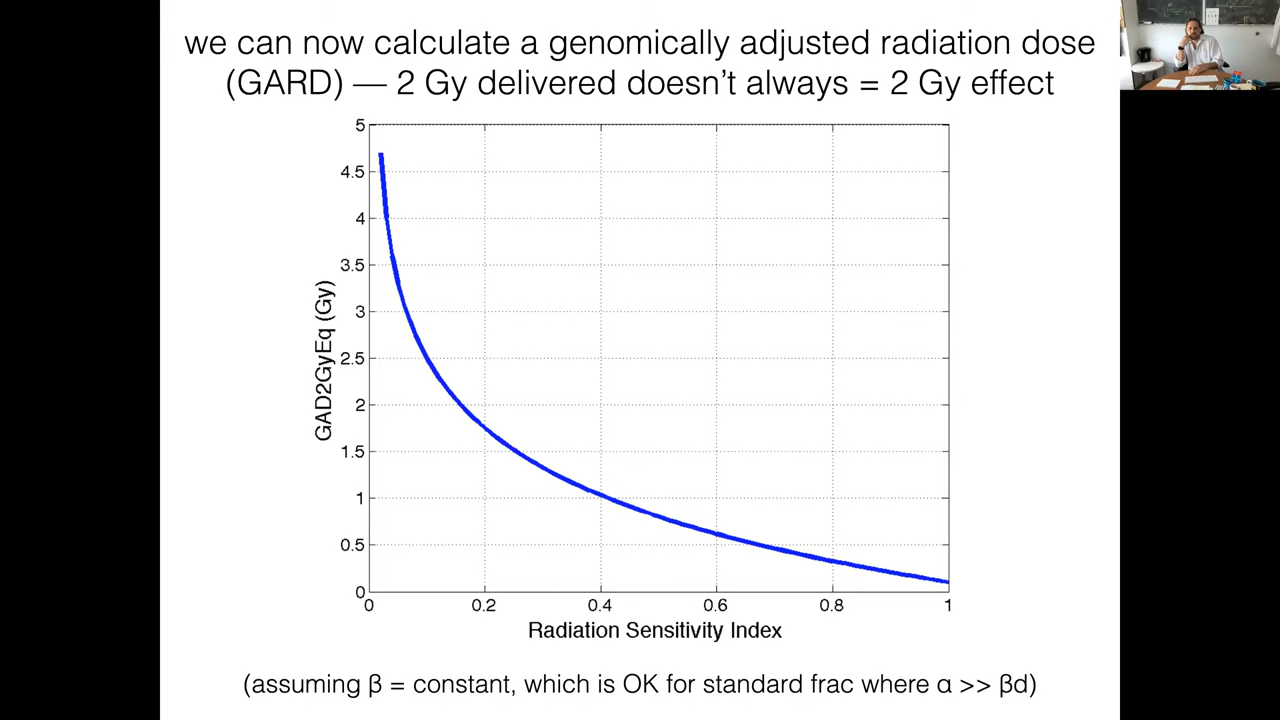 we can now calculate a genomically adjusted radiation dose
(GARD) — 2 Gy delivered doesn't always = 2 Gy effect
5
4.5
4
3.5
3
2.5
2
1.5
1
0.5
0
GAD2GyEq (Gy)
0 0.2 0.4 0.6 0.8 1
Radiation Sensitivity Index
(assuming β = constant, which is OK for standard frac where α >> βd)